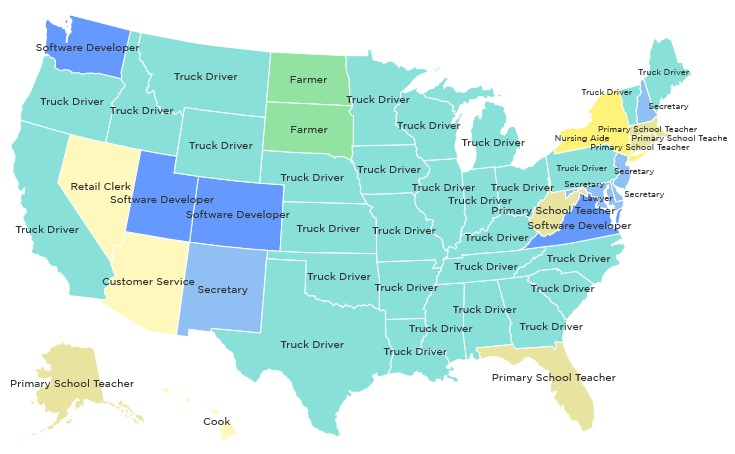 Software Developer
Truck Driver
Farmer
Truck Driver
Truck Driver
Truck Driver
Truck Driver
Secretary
Truck Driver
Truck Driver
Farmer
Truck Driver
Primary School Teacher
Nursing Aide
Primary School Teache
Primary School Teacher
Truck Driver
Truck Driver
Truck Driver
Truck Driver
Secretary
Retail Clerk
Truck Driver
Truck Driver
Truck Driver
Secretary
Secretary
Software Developer
Truck Driver
Lawyer
Software Developer
Primary School Teacher
Truck Driver
Truck Driver
Truck Driver
Software Developer
Truck Driver
Truck Driver
Truck Driver
Customer Service
Truck Driver
Secretary
Truck Driver
Truck Driver
Truck Driver
Truck Driver
Truck Driver
Truck Driver
Truck Driver
Primary School Teacher
Primary School Teacher
Cook